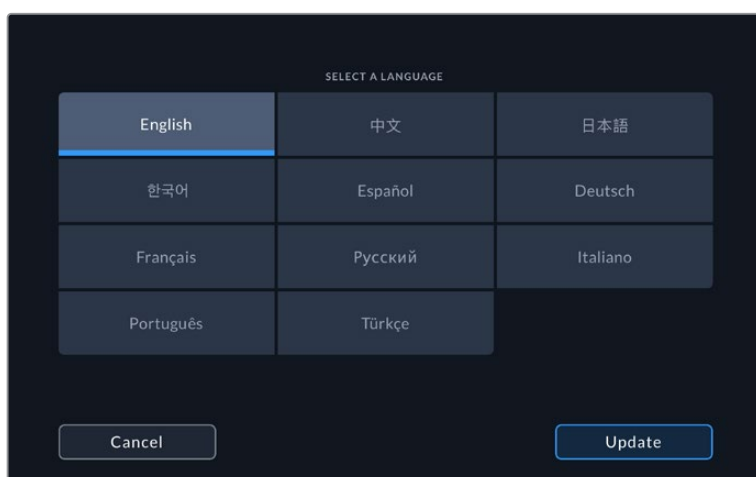 SELECT A LANGUAGE
English 中文 日本語
한국어 Español Deutsch
Français Русский Italiano
Português Türkçe
Cancel Update